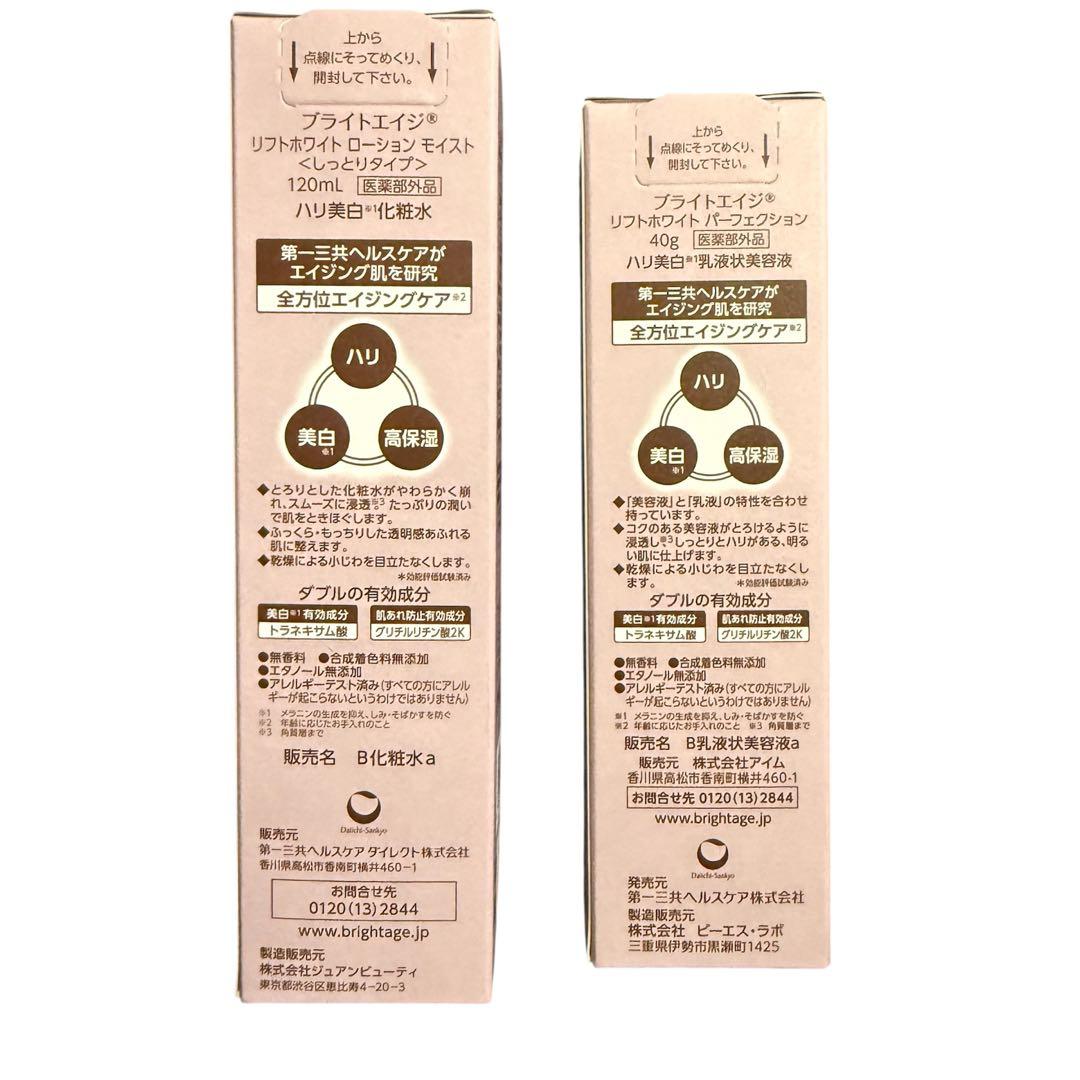 上から
点線にそってめくり、
開封して下さい。
ブライトエイジ®
リフトホワイト ローション モイスト
<しっとりタイプ>
120mL 医薬部外品
ハリ美白※1化粧水
第一三共ヘルスケアが
エイジング肌を研究
全方位エイジングケア※2
ハリ
美白※1
高保湿
◆とろりとした化粧水がやわらかく崩
れ、スムーズに浸透※3。たっぷりの潤い
で肌をときほぐします。
◆ふっくら・もっちりした透明感あふれる
肌に整えます。
◆乾燥による小じわを目立たなくします。
＊効能評価試験済み
ダブルの有効成分
美白※1有効成分 肌あれ防止有効成分
トラネキサム酸 グリチルリチン酸2K
●無香料 ●合成着色料無添加
●エタノール無添加
●アレルギーテスト済み(すべての方にアレル
ギーが起こらないというわけではありません)
※1 メラニンの生成を抑え、しみ・そばかすを防ぐ
※2 年齢に応じたお手入れのこと
※3 角質層まで
販売名 B化粧水a
Daiichi-Sankyo
販売元
第一三共ヘルスケア ダイレクト株式会社
香川県高松市香南町横井460-1
お問合せ先
0120(13)2844
www.brightage.jp
製造販売元
株式会社ジュアンビューティ
東京都渋谷区恵比寿4-20-3
上から
点線にそってめくり、
開封して下さい。
ブライトエイジ®
リフトホワイト パーフェクション
40g 医薬部外品
ハリ美白※1乳液状美容液
第一三共ヘルスケアが
エイジング肌を研究
全方位エイジングケア※2
ハリ
美白※1
高保湿
◆「美容液」と「乳液」の特性を合わせ
持っています。
◆コクのある美容液がとろけるように
浸透し※3しっとりとハリがある、明る
い肌に仕上げます。
◆乾燥による小じわを目立たなくし
ます。 ＊効能評価試験済み
ダブルの有効成分
美白※1有効成分 肌あれ防止有効成分
トラネキサム酸 グリチルリチン酸2K
●無香料 ●合成着色料無添加
●エタノール無添加
●アレルギーテスト済み(すべての方にアレル
ギーが起こらないというわけではありません)
※1 メラニンの生成を抑え、しみ・そばかすを防ぐ
※2 年齢に応じたお手入れのこと ※3 角質層まで
販売名 B乳液状美容液a
販売元 株式会社アイム
香川県高松市香南町横井460-1
お問合せ先 0120(13)2844
www.brightage.jp
Daiichi-Sankyo
発売元
第一三共ヘルスケア株式会社
製造販売元
株式会社 ピーエス・ラボ
三重県伊勢市黒瀬町1425